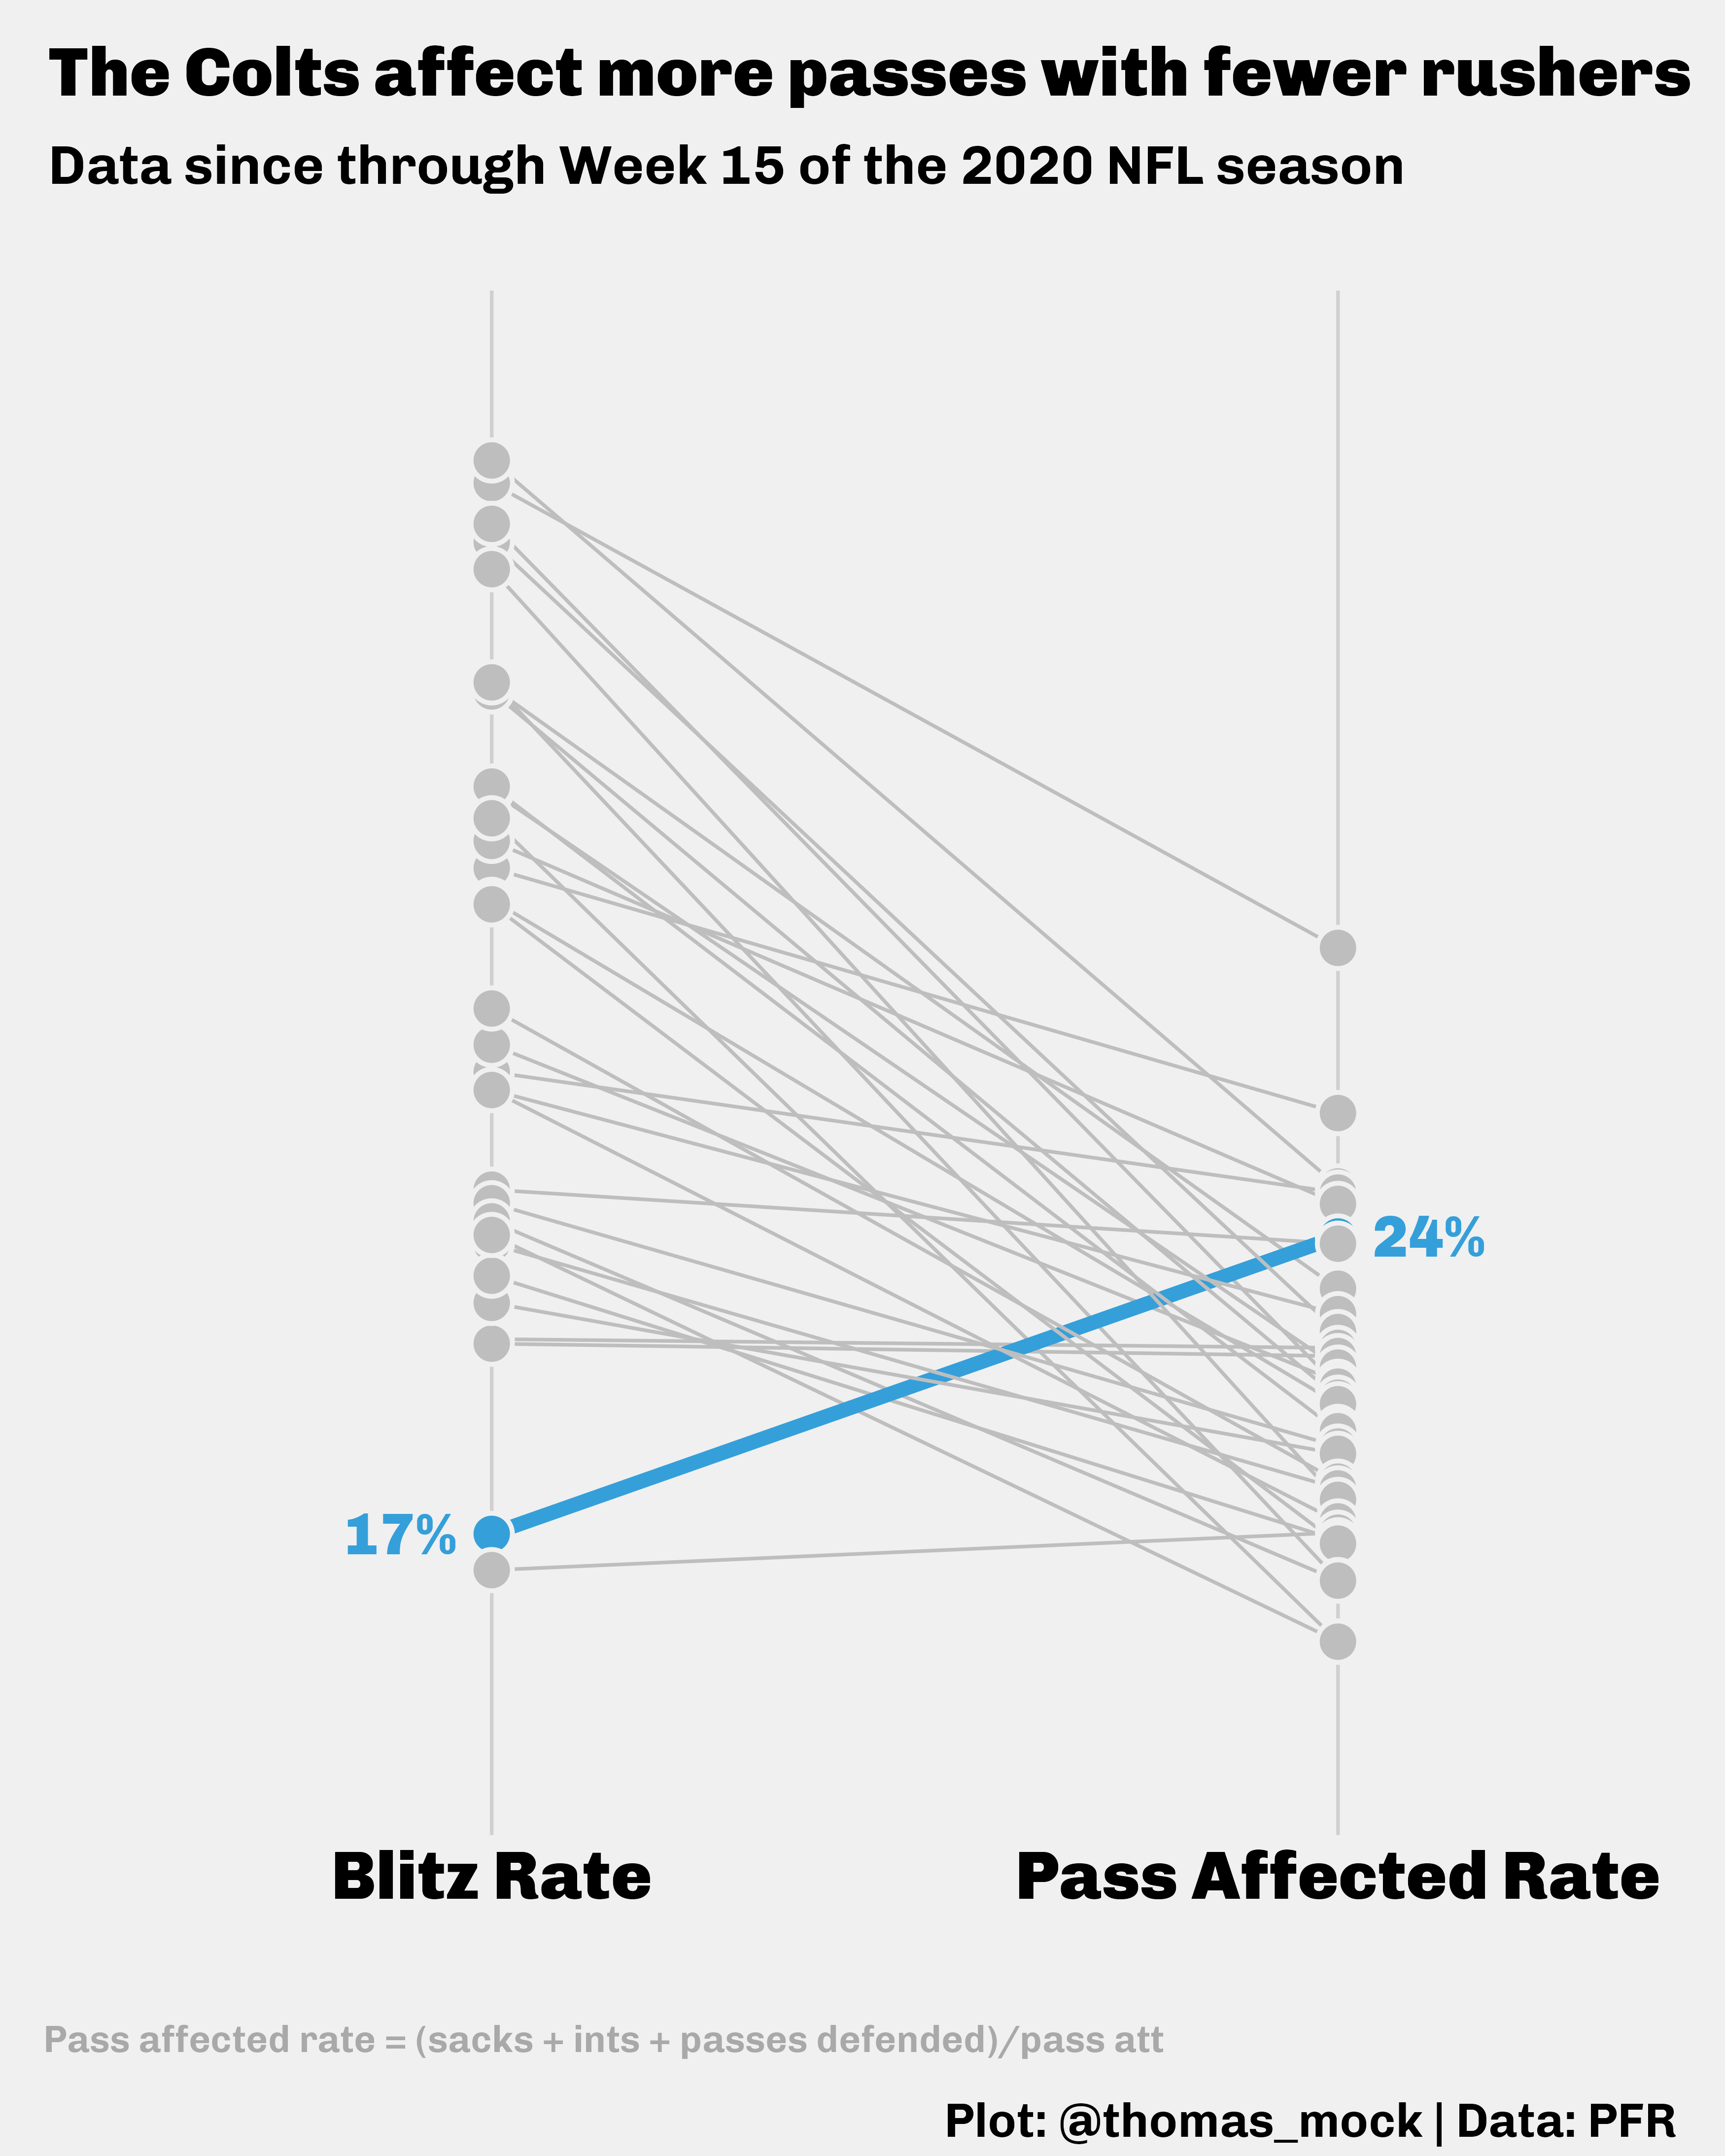 The Colts affect more passes with fewer rushers
Data since through Week 15 of the 2020 NFL season
24%
17%
Blitz Rate
Pass Affected Rate
Pass affected rate = (sacks + ints + passes defended)/pass att
Plot: @thomas_mock | Data: PFR